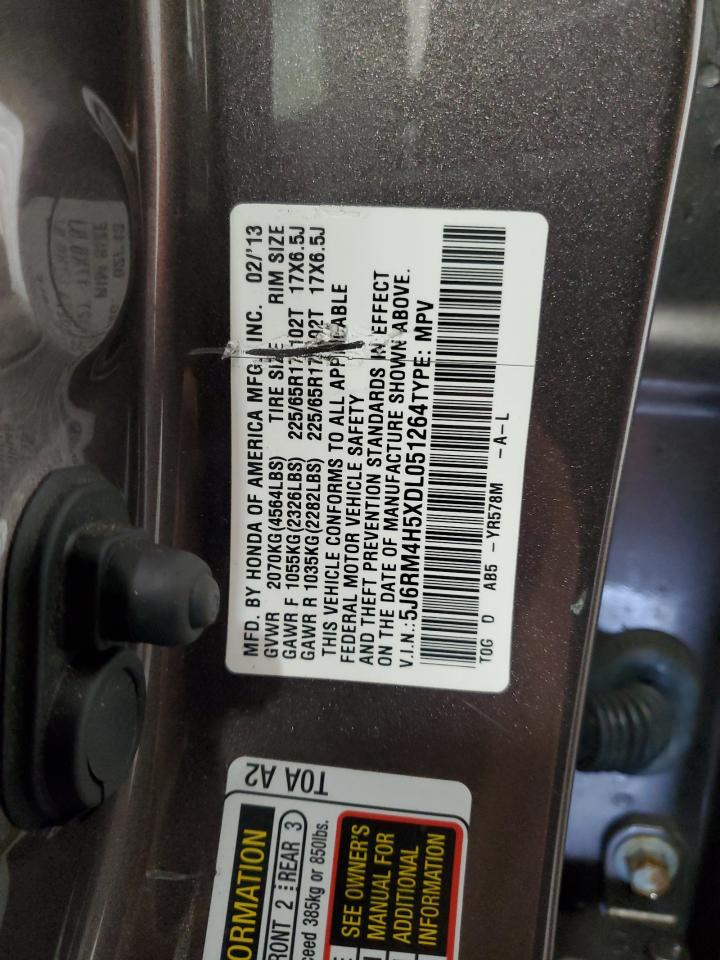 MFD. BY HONDA OF AMERICA MFG., INC. 02/'13
GVWR 2070KG(4564LBS) TIRE SIZE RIM SIZE
GAWR F 1055KG(2326LBS) 225/65R17 102T 17X6.5J
GAWR R 1035KG(2282LBS) 225/65R17 102T 17X6.5J
THIS VEHICLE CONFORMS TO ALL APPLICABLE
FEDERAL MOTOR VEHICLE SAFETY
AND THEFT PREVENTION STANDARDS IN EFFECT
ON THE DATE OF MANUFACTURE SHOWN ABOVE.
V.I.N.:5J6RM4H5XDL051264TYPE: MPV
TOG O AB5 -YR578M -A-L
TOA A2
ORMATION
RONT 2 REAR 3
ceed 385kg or 850lbs.
SEE OWNER'S
MANUAL FOR
ADDITIONAL
INFORMATION